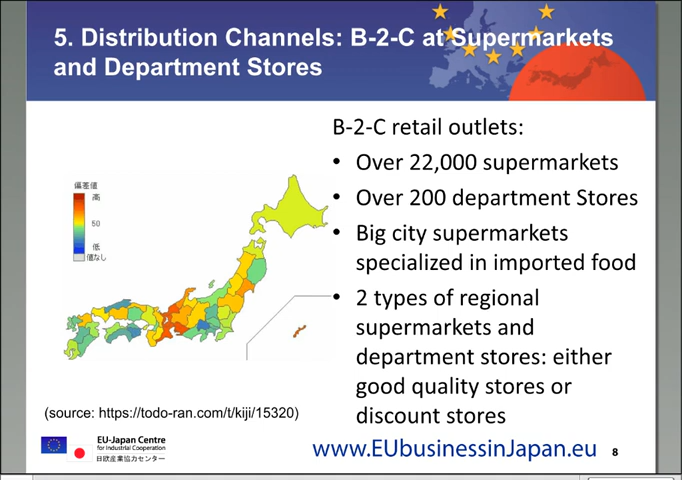 5. Distribution Channels: B-2-C at Supermarkets
and Department Stores
B-2-C retail outlets:
• Over 22,000 supermarkets
• Over 200 department Stores
• Big city supermarkets
specialized in imported food
• 2 types of regional
supermarkets and
department stores: either
good quality stores or
discount stores
偏差値
高
50
低
値なし
(source: https://todo-ran.com/t/kiji/15320)
EU-Japan Centre
for Industrial Cooperation
日欧産業協力センター
www.EUbusinessinJapan.eu
8